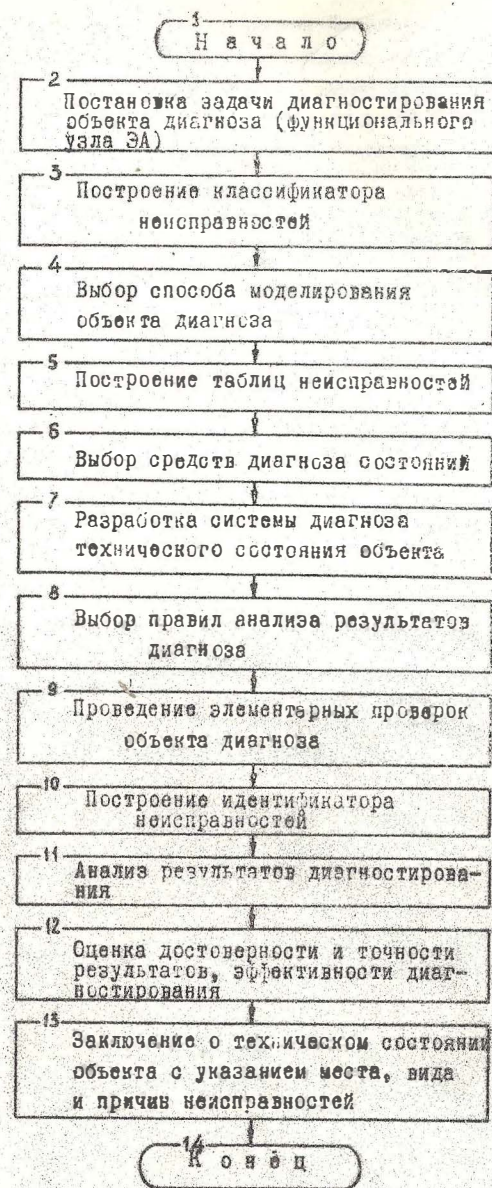 1
Начало
2
Постановка задачи диагностирования
объекта диагноза (функционального
узла ЭА)
3
Построение классификатора
неисправностей
4
Выбор способа моделирования
объекта диагноза
5
Построение таблиц неисправностей
6
Выбор средств диагноза состояний
7
Разработка системы диагноза
технического состояния объекта
8
Выбор правил анализа результатов
диагноза
9
Проведение элементарных проверок
объекта диагноза
10
Построение идентификатора
неисправностей
11
Анализ результатов диагностирова-
ния
12
Оценка достоверности и точности
результатов, эффективности диаг-
ностирования
13
Заключение о техническом состоянии
объекта с указанием места, вида
и причин неисправностей
14
Конец